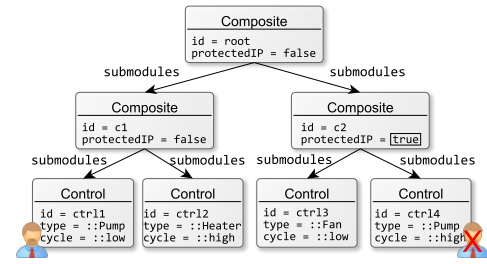 Composite
id = root
protectedIP = false
submodules
submodules
Composite
id = c1
protectedIP = false
Composite
id = c2
protectedIP = true
submodules
submodules
submodules
submodules
Control
id = ctrl1
type = ::Pump
cycle = ::low
Control
id = ctrl2
type = ::Heater
cycle = ::high
Control
id = ctrl3
type = ::Fan
cycle = ::low
Control
id = ctrl4
type = ::Pump
cycle = ::high
X